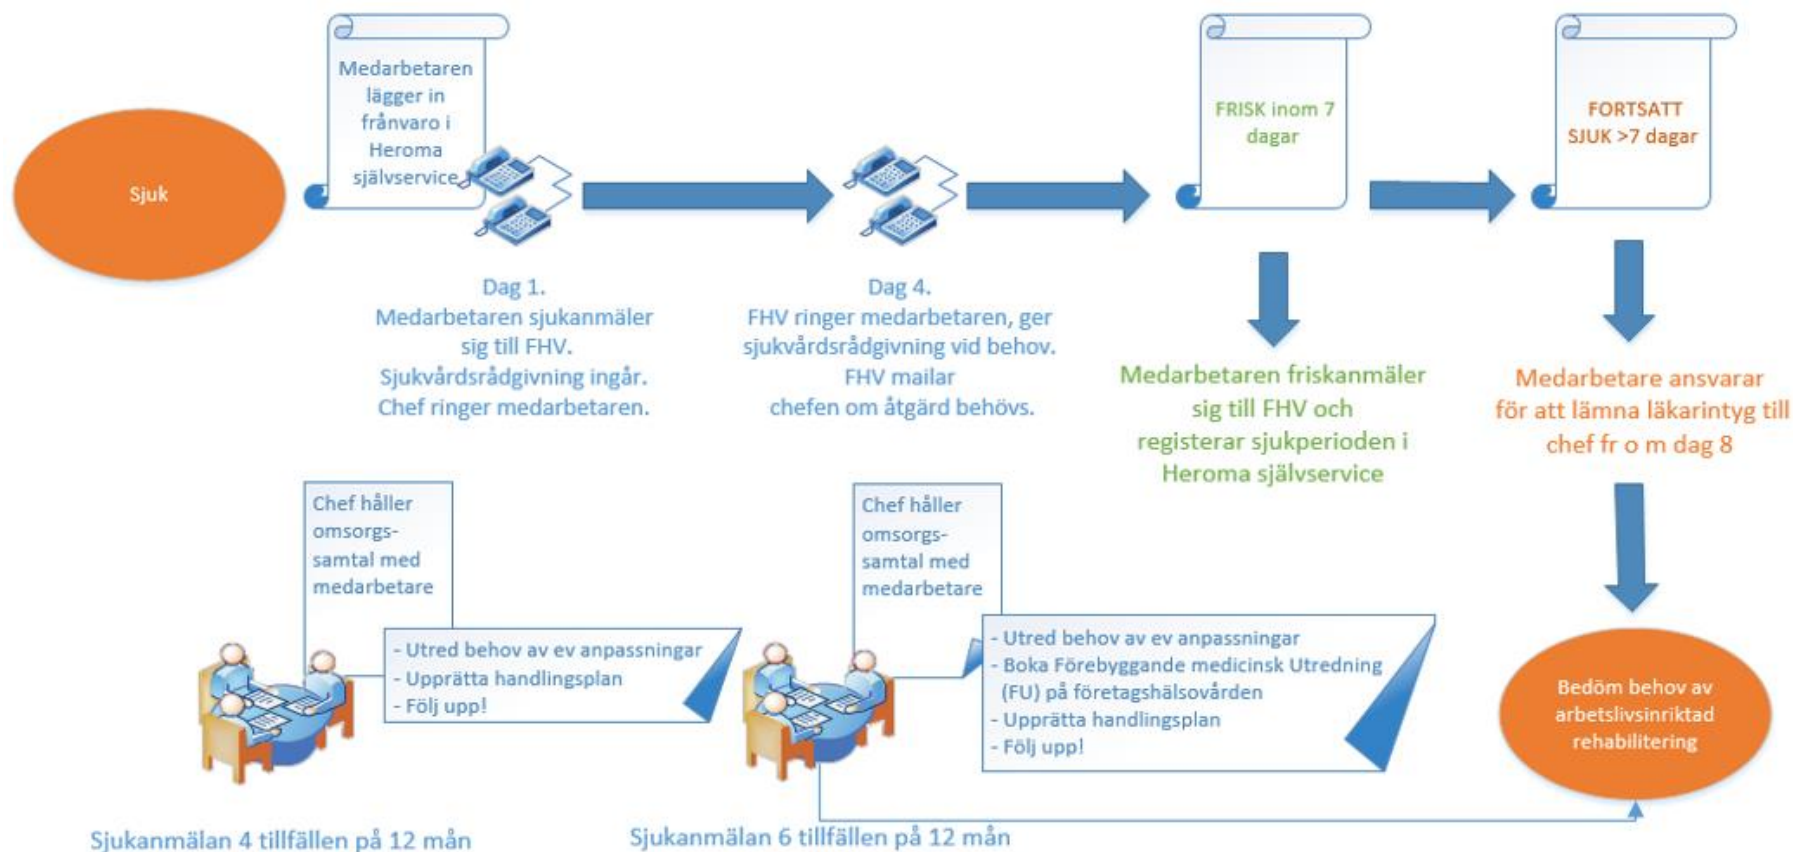 Sjuk
Medarbetaren
lägger in
frånvaro i
Heroma
självservice
Dag 1.
Medarbetaren sjukanmäler
sig till FHV.
Sjukvårdsrådgivning ingår.
Chef ringer medarbetaren.
Dag 4.
FHV ringer medarbetaren, ger
sjukvårdsrådgivning vid behov.
FHV mailar
chefen om åtgärd behövs.
FRISK inom 7
dagar
Medarbetaren friskanmäler
sig till FHV och
registrerar sjukperioden i
Heroma självservice
FORTSATT
SJUK >7 dagar
Medarbetare ansvarar
för att lämna läkarintyg till
chef fr o m dag 8
Bedöm behov av
arbetslivsinriktad
rehabilitering
Chef håller
omsorgs-
samtal med
medarbetare
- Utred behov av ev anpassningar
- Upprätta handlingsplan
- Följ upp!
Sjukanmälan 4 tillfällen på 12 mån
Chef håller
omsorgs-
samtal med
medarbetare
- Utred behov av ev anpassningar
- Boka Förebyggande medicinsk Utredning
(FU) på företagshälsovården
- Upprätta handlingsplan
- Följ upp!
Sjukanmälan 6 tillfällen på 12 mån